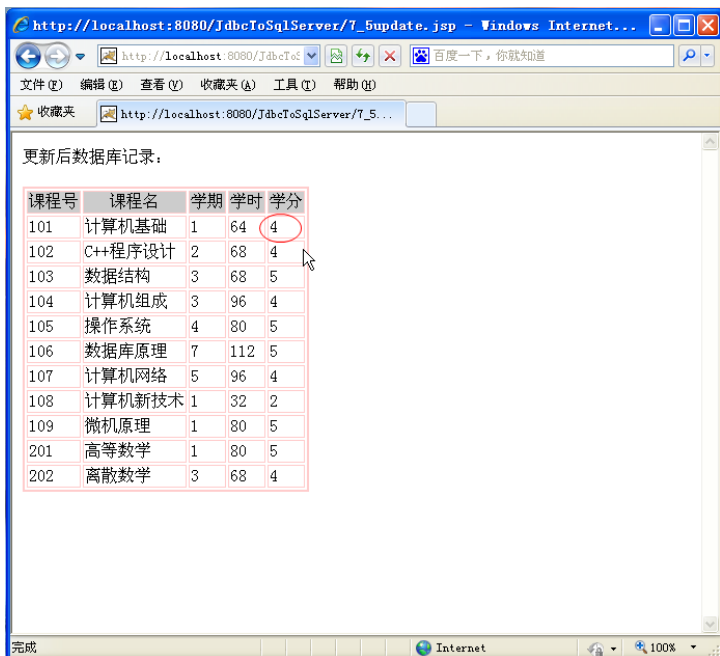 http://localhost:8080/JdbcToSqlServer/7_5update.jsp - Windows Internet...
http://localhost:8080/JdbcToS
百度一下，你就知道
文件(F) 编辑(E) 查看(V) 收藏夹(A) 工具(T) 帮助(H)
收藏夹 http://localhost:8080/JdbcToSqlServer/7_5...
更新后数据库记录：
课程号 课程名 学期 学时 学分
101 计算机基础 1 64 4
102 C++程序设计 2 68 4
103 数据结构 3 68 5
104 计算机组成 3 96 4
105 操作系统 4 80 5
106 数据库原理 7 112 5
107 计算机网络 5 96 4
108 计算机新技术 1 32 2
109 微机原理 1 80 5
201 高等数学 1 80 5
202 离散数学 3 68 4
完成 Internet 100%